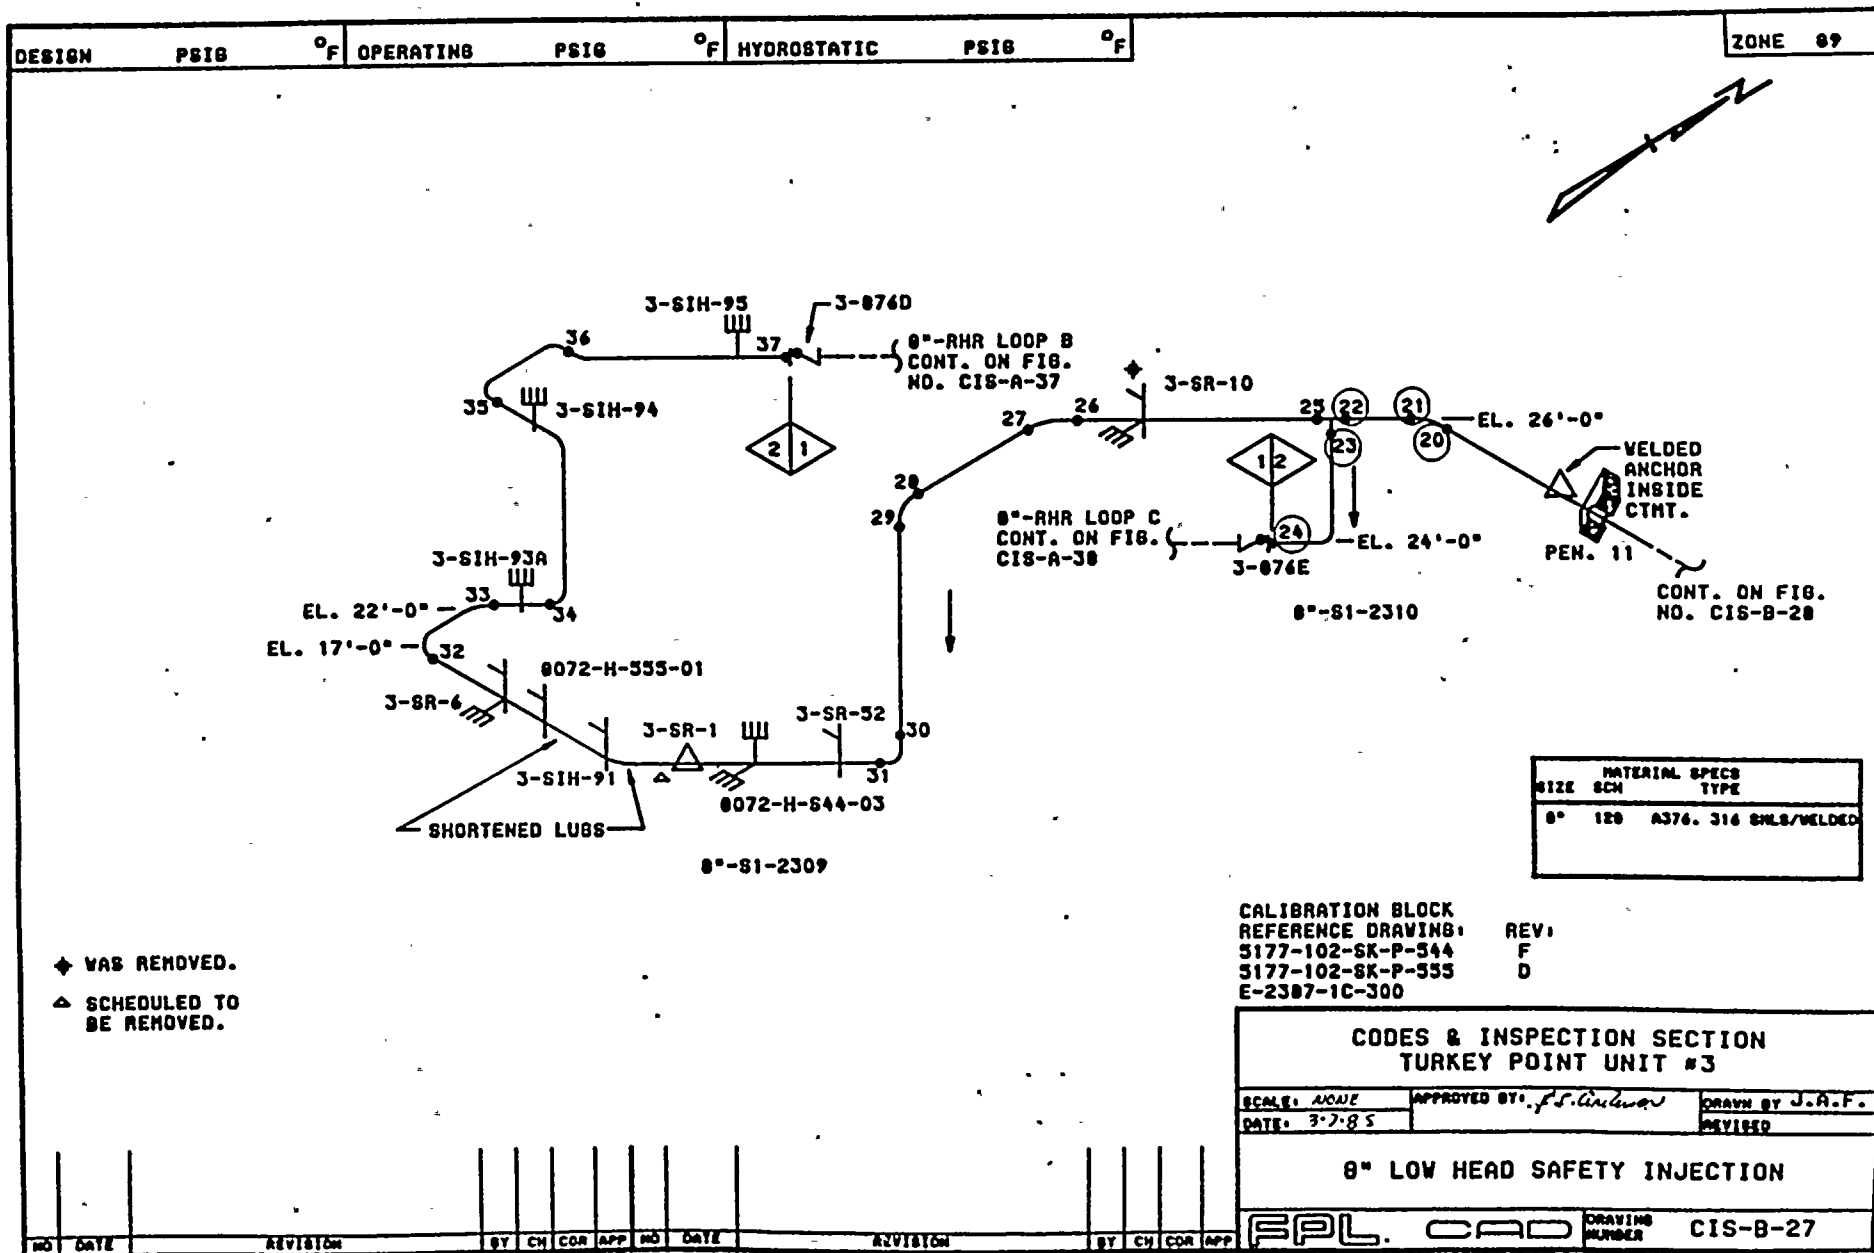 DESIGN PSIG °F OPERATING PSIG °F HYDROSTATIC PSIG °F
ZONE 89
N
3-SIH-95
3-876D
36
37
8"-RHR LOOP B
CONT. ON FIG.
NO. CIS-A-37
35
3-SIH-94
2 1
3-SR-10
27
26
25
22
21
EL. 26'-0"
23
20
WELDED
ANCHOR
INSIDE
CTMT.
1 2
28
29
8"-RHR LOOP C
CONT. ON FIG.
CIS-A-38
24
EL. 24'-0"
3-876E
PEN. 11
CONT. ON FIG.
NO. CIS-B-28
8"-SI-2310
3-SIH-93A
33
34
EL. 22'-0"
EL. 17'-0"
32
8072-H-555-01
3-SR-6
3-SR-1
3-SR-52
30
3-SIH-91
31
8072-H-544-03
SHORTENED LUGS
8"-SI-2309
MATERIAL SPECS
SIZE SCH TYPE
8" 120 A376. 316 SMLS/WELDED
CALIBRATION BLOCK
REFERENCE DRAWING: REV:
5177-102-SK-P-544 F
5177-102-SK-P-555 D
E-2387-1C-300
WAS REMOVED.
SCHEDULED TO
BE REMOVED.
CODES & INSPECTION SECTION
TURKEY POINT UNIT #3
SCALE: NONE
APPROVED BY:
DRAWN BY J.A.F.
DATE: 3-7-85
REVISED
8" LOW HEAD SAFETY INJECTION
FPL. CAD
DRAWING
NUMBER
CIS-B-27
NO DATE REVISION BY CH COR APP NO DATE REVISION BY CH COR APP